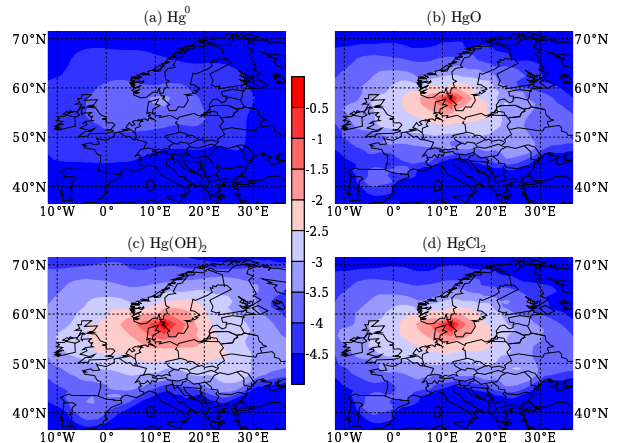 (a) Hg⁰ (b) HgO
70°N 70°N
60°N 60°N
50°N 50°N
40°N 40°N
10°W 0° 10°E 20°E 30°E 10°W 0° 10°E 20°E 30°E
-0.5
-1
-1.5
-2
-2.5
-3
-3.5
-4
-4.5
(c) Hg(OH)₂ (d) HgCl₂
70°N 70°N
60°N 60°N
50°N 50°N
40°N 40°N
10°W 0° 10°E 20°E 30°E 10°W 0° 10°E 20°E 30°E